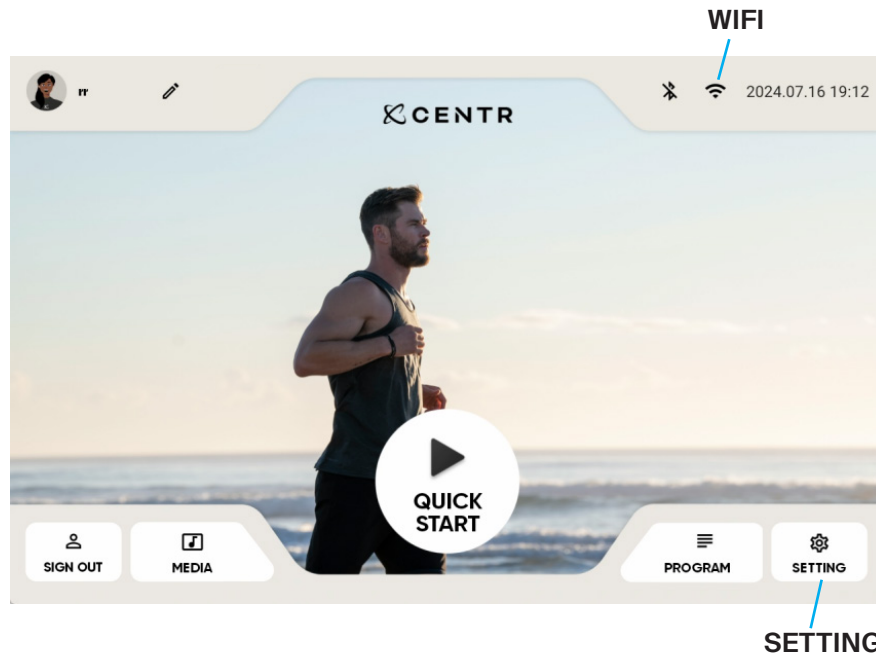 WIFI
rr
2024.07.16 19:12
CENTR
QUICK
START
SIGN OUT
MEDIA
PROGRAM
SETTING
SETTING